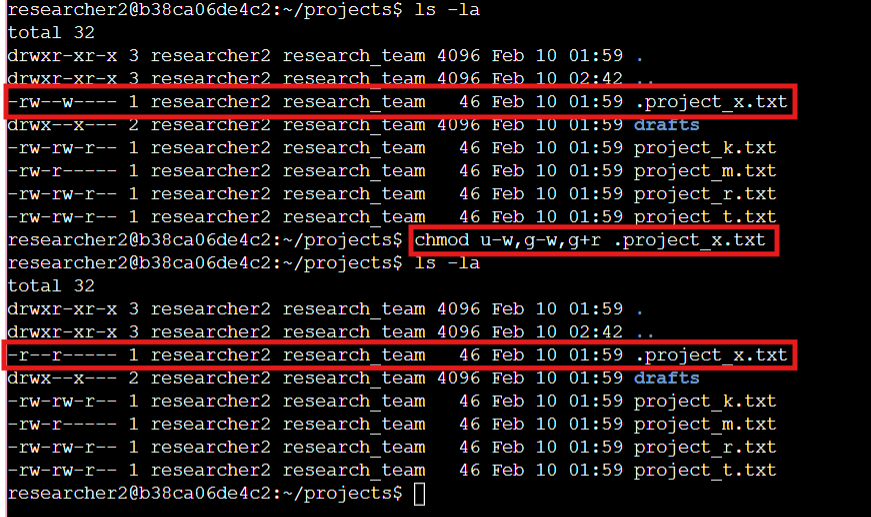 researcher2@b38ca06de4c2:~/projects$ ls -la
total 32
drwxr-xr-x 3 researcher2 research_team 4096 Feb 10 01:59 .
drwxr-xr-x 3 researcher2 research_team 4096 Feb 10 02:42 ..
-rw--w---- 1 researcher2 research_team   46 Feb 10 01:59 .project_x.txt
drwx--x--- 2 researcher2 research_team 4096 Feb 10 01:59 drafts
-rw-rw-r-- 1 researcher2 research_team   46 Feb 10 01:59 project_k.txt
-rw-r----- 1 researcher2 research_team   46 Feb 10 01:59 project_m.txt
-rw-rw-r-- 1 researcher2 research_team   46 Feb 10 01:59 project_r.txt
-rw-rw-r-- 1 researcher2 research_team   46 Feb 10 01:59 project_t.txt
researcher2@b38ca06de4c2:~/projects$ chmod u-w,g-w,g+r .project_x.txt
researcher2@b38ca06de4c2:~/projects$ ls -la
total 32
drwxr-xr-x 3 researcher2 research_team 4096 Feb 10 01:59 .
drwxr-xr-x 3 researcher2 research_team 4096 Feb 10 02:42 ..
-r--r----- 1 researcher2 research_team   46 Feb 10 01:59 .project_x.txt
drwx--x--- 2 researcher2 research_team 4096 Feb 10 01:59 drafts
-rw-rw-r-- 1 researcher2 research_team   46 Feb 10 01:59 project_k.txt
-rw-r----- 1 researcher2 research_team   46 Feb 10 01:59 project_m.txt
-rw-rw-r-- 1 researcher2 research_team   46 Feb 10 01:59 project_r.txt
-rw-rw-r-- 1 researcher2 research_team   46 Feb 10 01:59 project_t.txt
researcher2@b38ca06de4c2:~/projects$